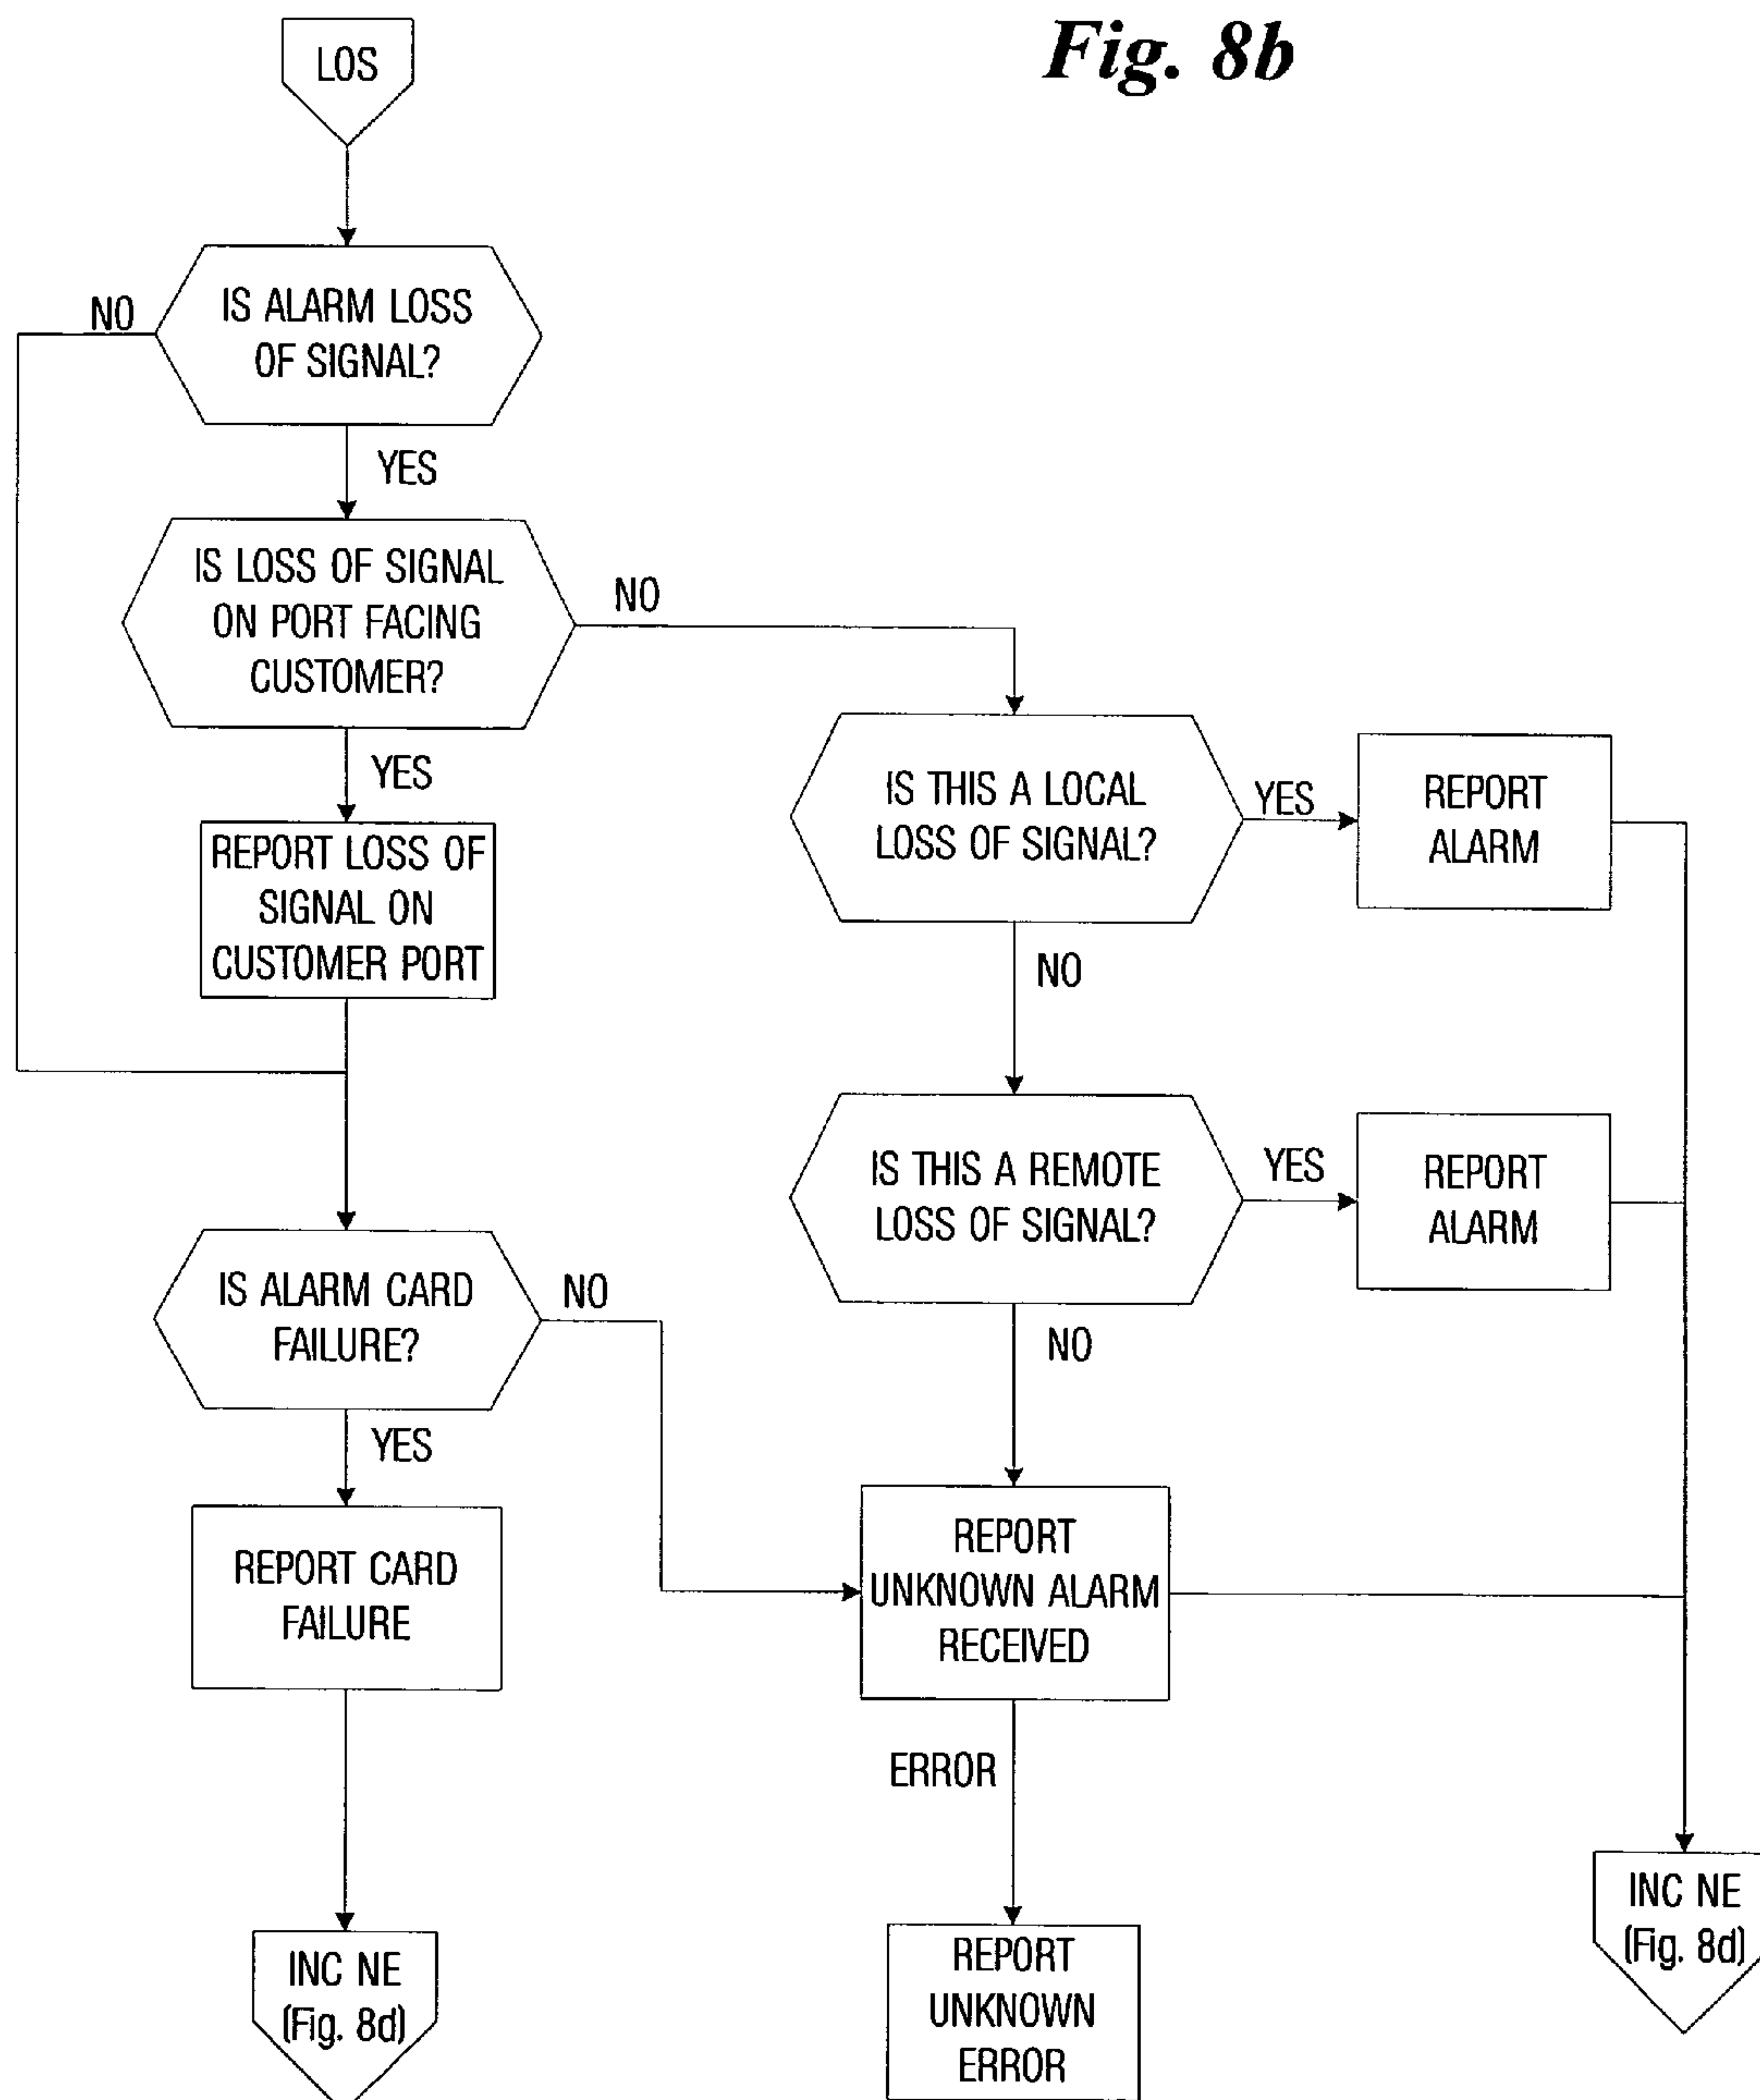 Fig. 8b
LOS
IS ALARM LOSS
OF SIGNAL?
NO
YES
IS LOSS OF SIGNAL
ON PORT FACING
CUSTOMER?
NO
YES
REPORT LOSS OF
SIGNAL ON
CUSTOMER PORT
IS THIS A LOCAL
LOSS OF SIGNAL?
YES
REPORT
ALARM
NO
IS THIS A REMOTE
LOSS OF SIGNAL?
YES
REPORT
ALARM
NO
IS ALARM CARD
FAILURE?
NO
YES
REPORT CARD
FAILURE
REPORT
UNKNOWN ALARM
RECEIVED
ERROR
INC NE
(Fig. 8d)
REPORT
UNKNOWN
ERROR
INC NE
(Fig. 8d)